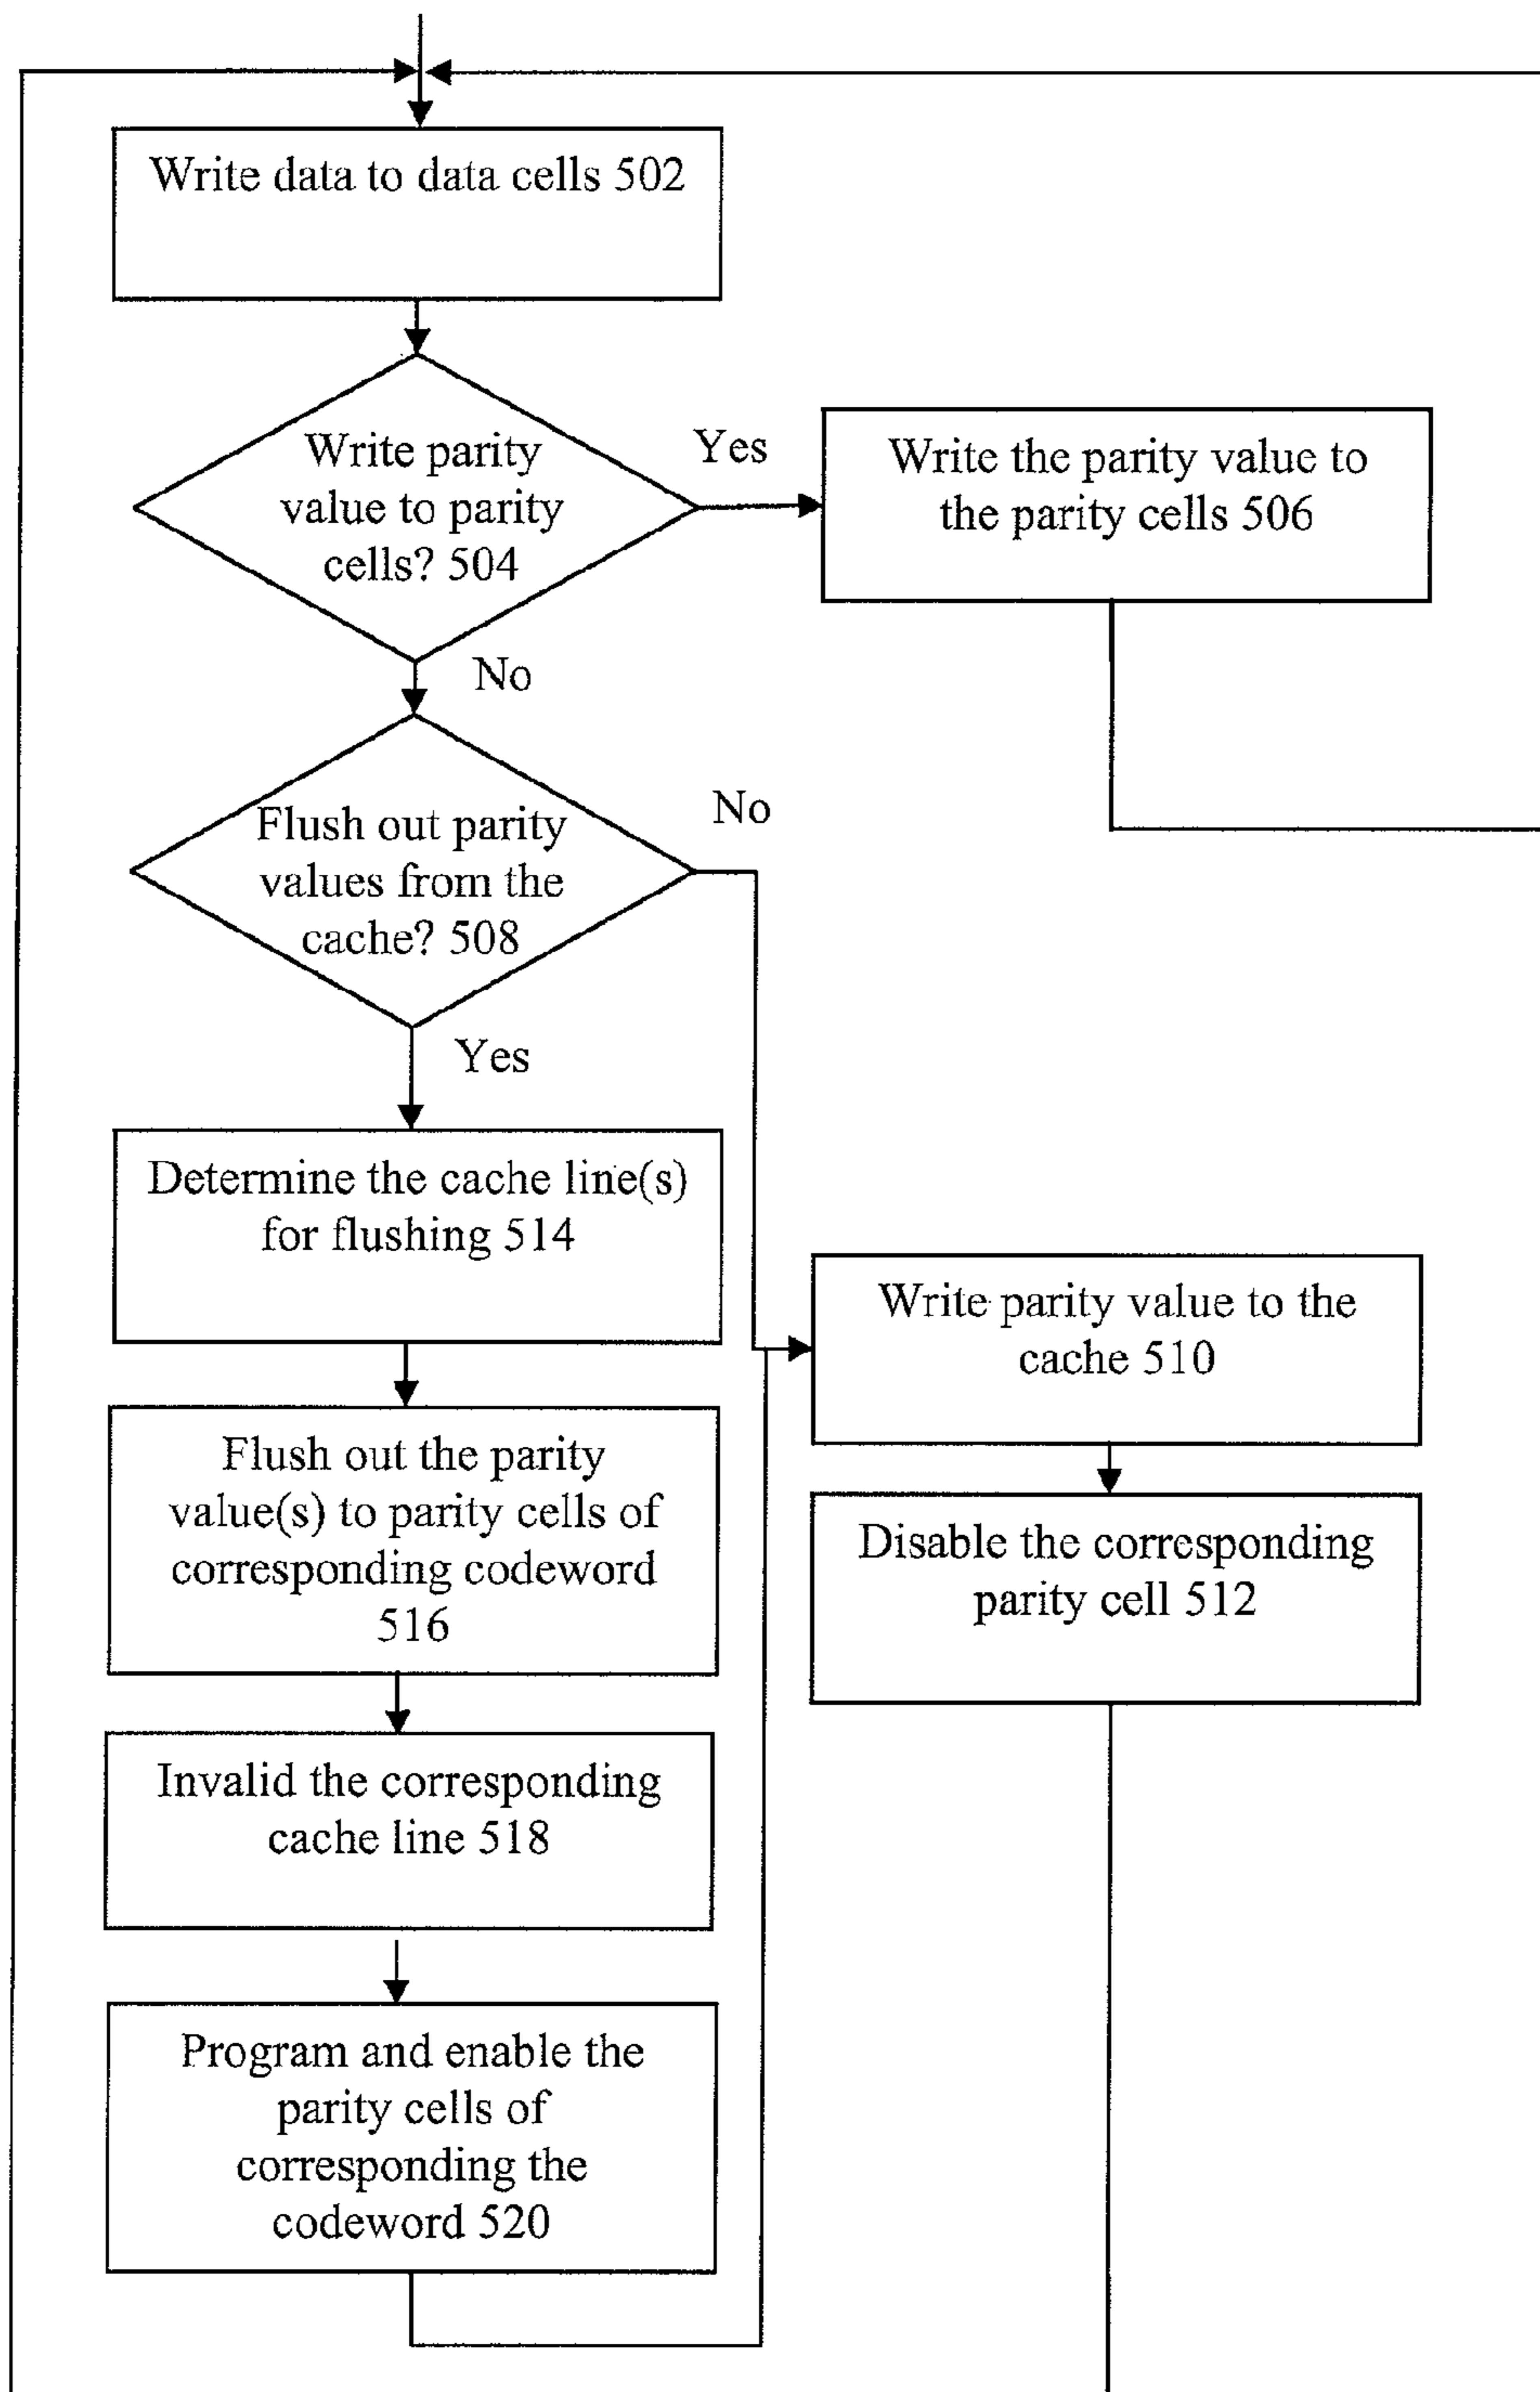 Write data to data cells 502
Write parity
value to parity
cells? 504
Yes
Write the parity value to
the parity cells 506
No
Flush out parity
values from the
cache? 508
No
Yes
Determine the cache line(s)
for flushing 514
Write parity value to the
cache 510
Flush out the parity
value(s) to parity cells of
corresponding codeword
516
Disable the corresponding
parity cell 512
Invalid the corresponding
cache line 518
Program and enable the
parity cells of
corresponding the
codeword 520